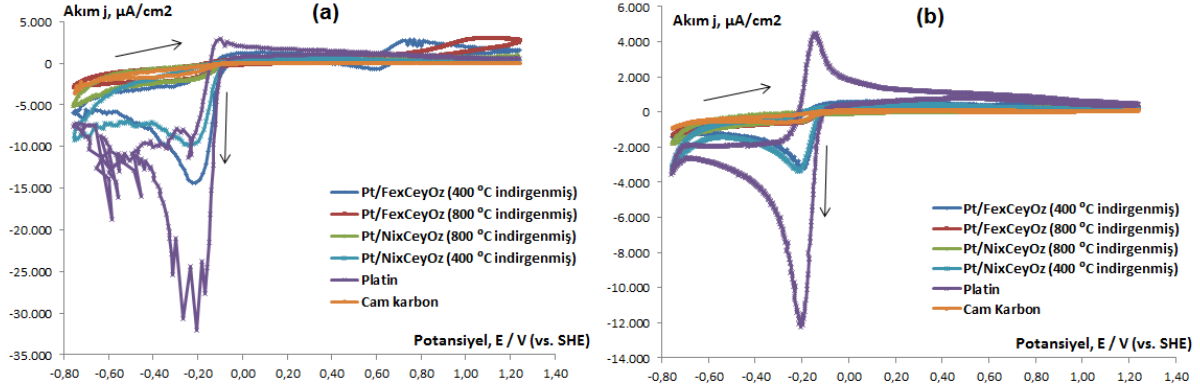 Akım j, µA/cm2
(a)
5.000
0
-5.000
-10.000
-15.000
-20.000
-25.000
-30.000
-35.000
Pt/FexCeyOz (400 °C indirgenmiş)
Pt/FexCeyOz (800 °C indirgenmiş)
Pt/NixCeyOz (800 °C indirgenmiş)
Pt/NixCeyOz (400 °C indirgenmiş)
Platin
Cam karbon
Potansiyel, E / V (vs. SHE)
-0,80 -0,60 -0,40 -0,20 0,00 0,20 0,40 0,60 0,80 1,00 1,20 1,40
Akım j, µA/cm2
(b)
6.000
4.000
2.000
0
-2.000
-4.000
-6.000
-8.000
-10.000
-12.000
-14.000
Pt/FexCeyOz (400 °C indirgenmiş)
Pt/FexCeyOz (800 °C indirgenmiş)
Pt/NixCeyOz (800 °C indirgenmiş)
Pt/NixCeyOz (400 °C indirgenmiş)
Platin
Cam Karbon
Potansiyel, E / V (vs. SHE)
-0,80 -0,60 -0,40 -0,20 0,00 0,20 0,40 0,60 0,80 1,00 1,20 1,40